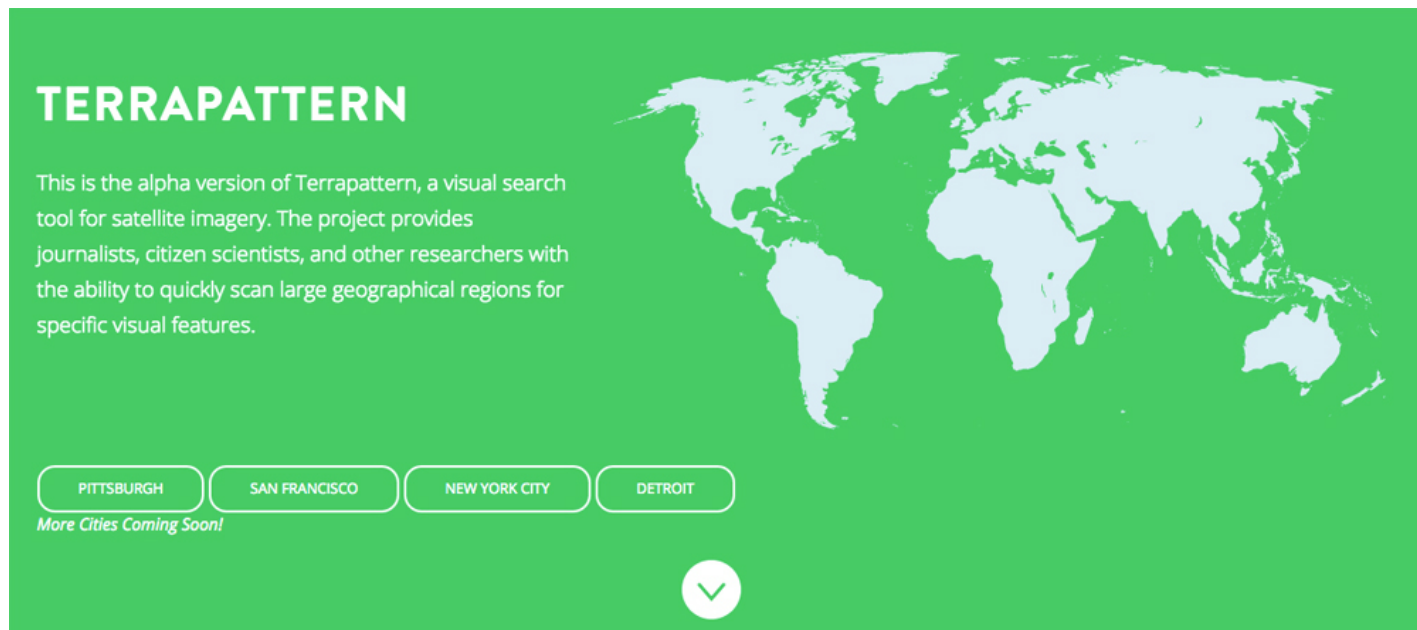 TERRAPATTERN
This is the alpha version of Terrapattern, a visual search
tool for satellite imagery. The project provides
journalists, citizen scientists, and other researchers with
the ability to quickly scan large geographical regions for
specific visual features.
PITTSBURGH
SAN FRANCISCO
NEW YORK CITY
DETROIT
More Cities Coming Soon!